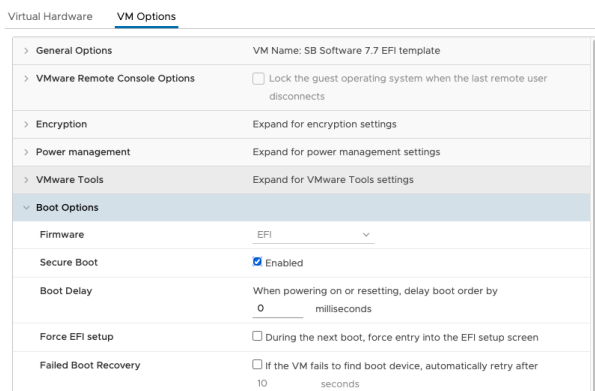 Virtual Hardware VM Options
General Options VM Name: SB Software 7.7 EFI template
VMware Remote Console Options Lock the guest operating system when the last remote user
disconnects
Encryption Expand for encryption settings
Power management Expand for power management settings
VMware Tools Expand for VMware Tools settings
Boot Options
Firmware EFI
Secure Boot Enabled
Boot Delay When powering on or resetting, delay boot order by
0 milliseconds
Force EFI setup During the next boot, force entry into the EFI setup screen
Failed Boot Recovery If the VM fails to find boot device, automatically retry after
10 seconds